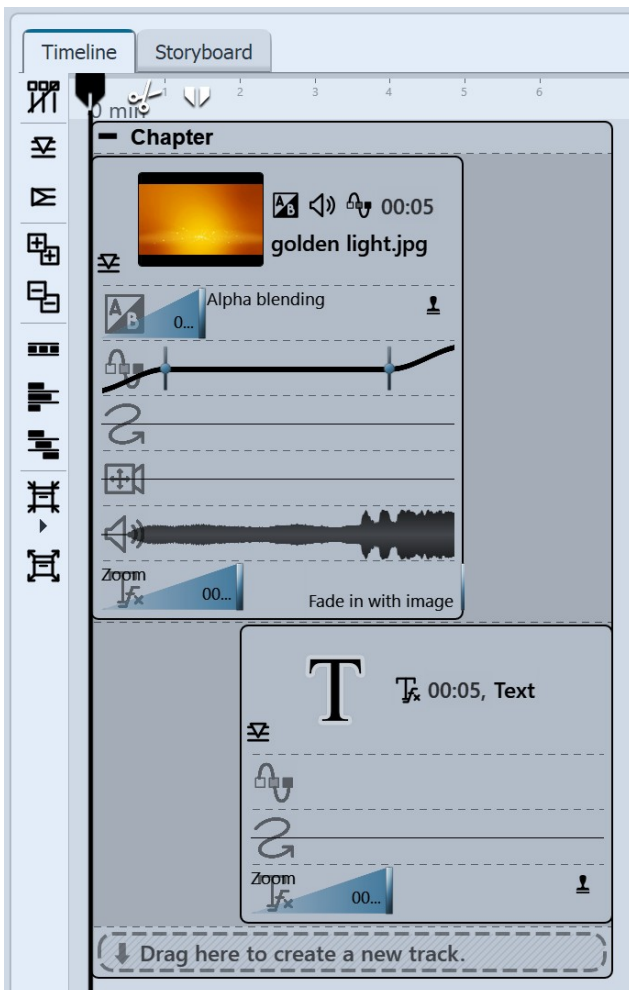 Timeline Storyboard
0 min 1 2 3 4 5 6
Chapter
00:05
golden light.jpg
Alpha blending
0...
Zoom
00...
Fade in with image
T
00:05, Text
Zoom
00...
Drag here to create a new track.